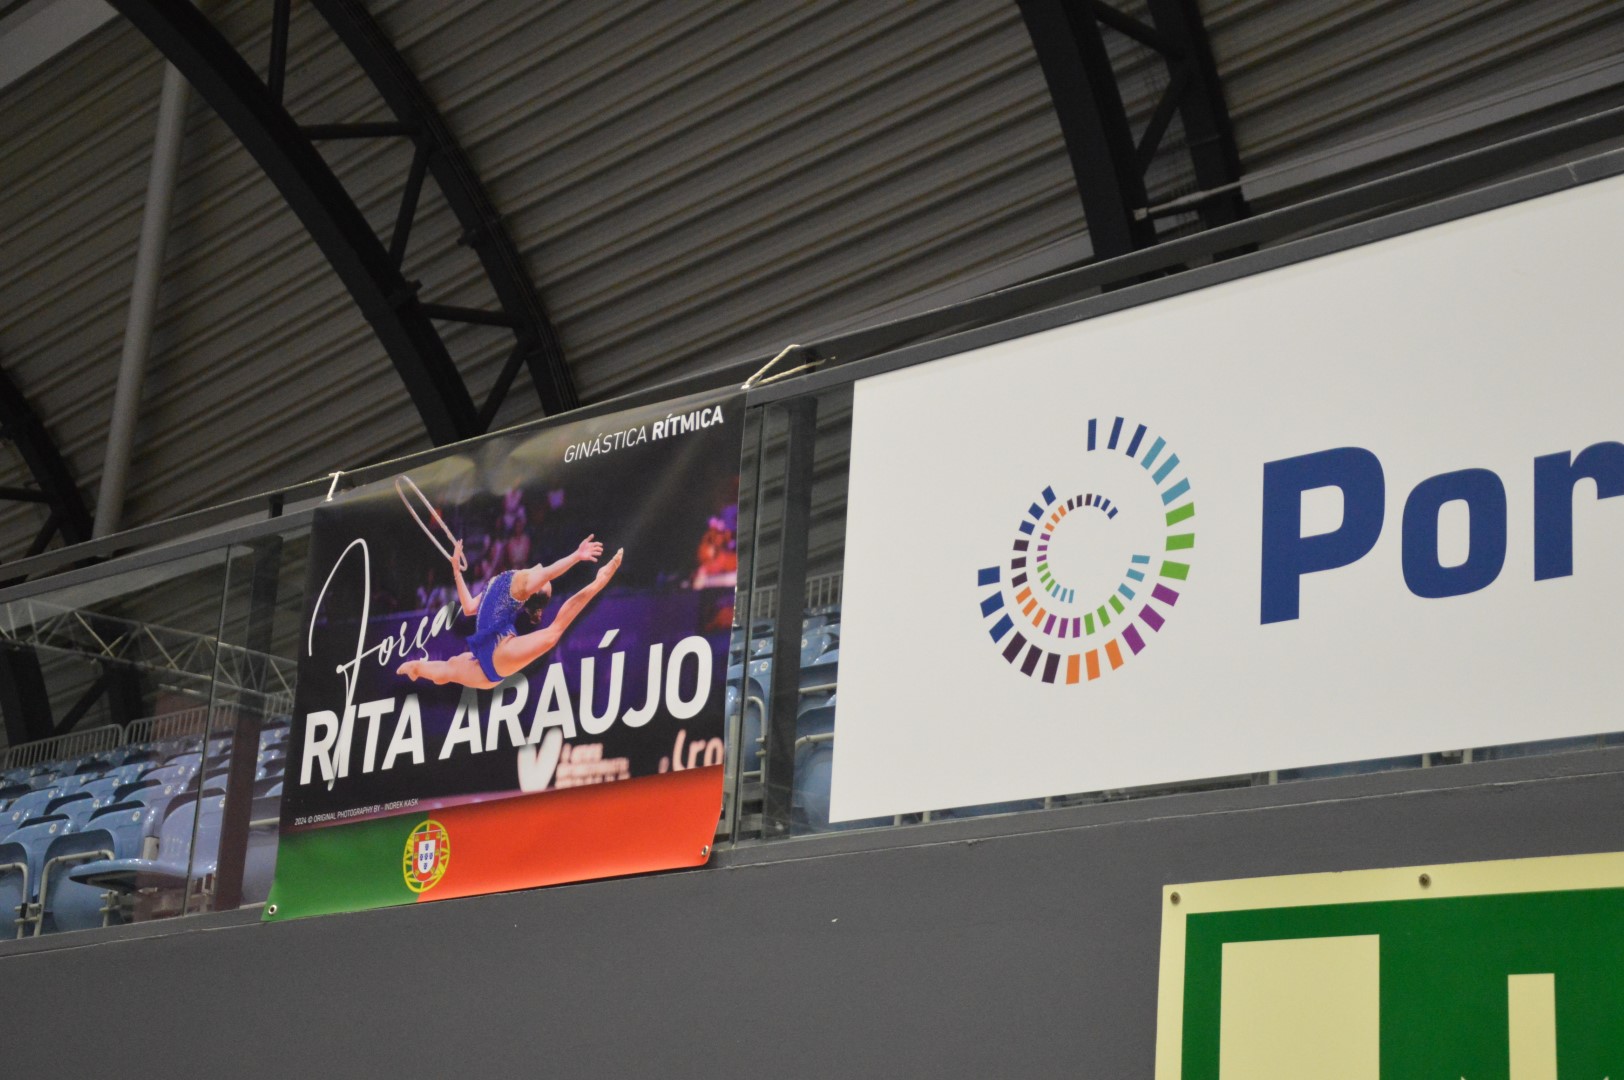 GINÁSTICA RÍTMICA
Força
RITA ARAÚJO
2024 © ORIGINAL PHOTOGRAPHY BY - INDREK KASK
Por